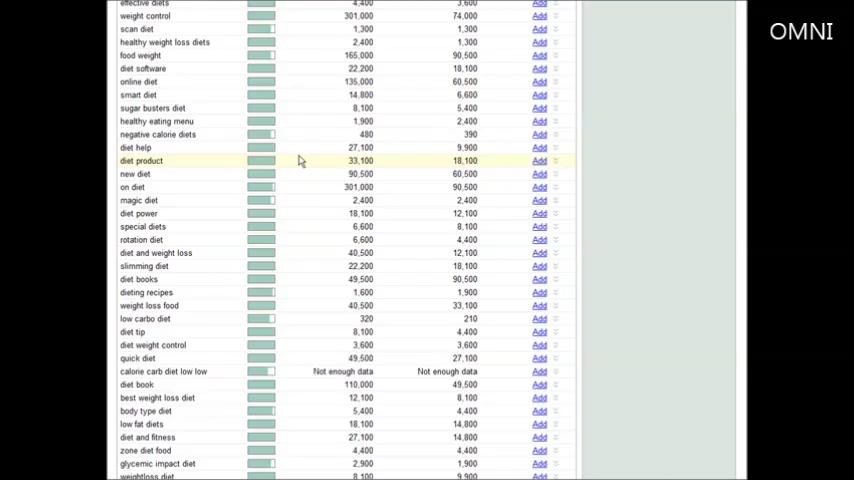 OMNI
effective diets 4,400 3,600 Add
weight control 301,000 74,000 Add
scan diet 1,300 1,300 Add
healthy weight loss diets 2,400 1,300 Add
food weight 165,000 90,500 Add
diet software 22,200 18,100 Add
online diet 135,000 60,500 Add
smart diet 14,800 6,600 Add
sugar busters diet 8,100 5,400 Add
healthy eating menu 1,900 2,400 Add
negative calorie diets 480 390 Add
diet help 27,100 9,900 Add
diet product 33,100 18,100 Add
new diet 90,500 60,500 Add
on diet 301,000 90,500 Add
magic diet 2,400 2,400 Add
diet power 18,100 12,100 Add
special diets 6,600 8,100 Add
rotation diet 6,600 4,400 Add
diet and weight loss 40,500 12,100 Add
slimming diet 22,200 18,100 Add
diet books 49,500 90,500 Add
dieting recipes 1,600 1,900 Add
weight loss food 40,500 33,100 Add
low carbo diet 320 210 Add
diet tip 8,100 4,400 Add
diet weight control 3,600 3,600 Add
quick diet 49,500 27,100 Add
calorie carb diet low low Not enough data Not enough data Add
diet book 110,000 49,500 Add
best weight loss diet 12,100 8,100 Add
body type diet 5,400 4,400 Add
low fat diets 18,100 14,800 Add
diet and fitness 27,100 14,800 Add
zone diet food 4,400 4,400 Add
glycemic impact diet 2,900 1,900 Add
weightloss diet 8,100 9,900 Add